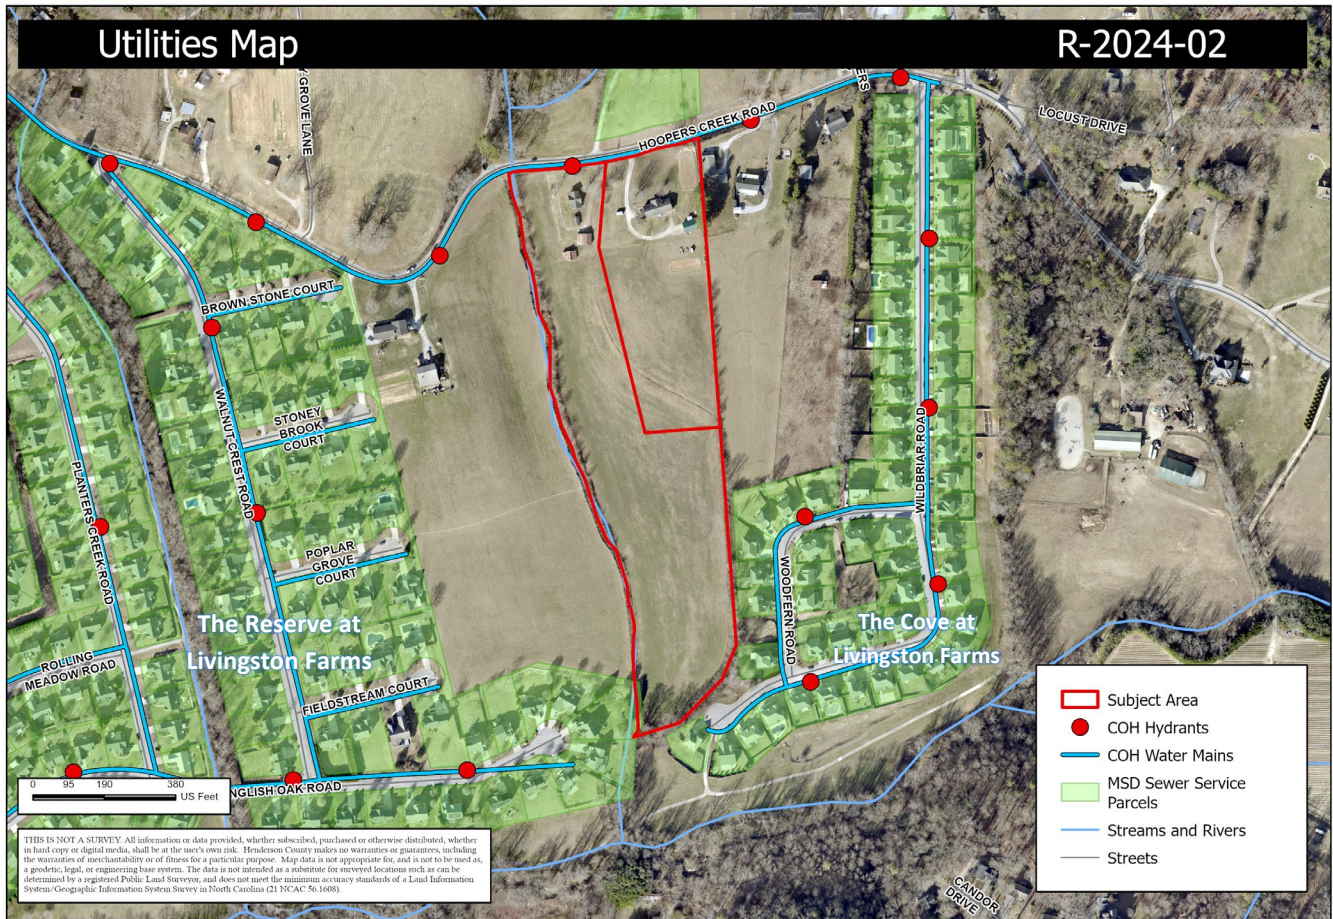 Utilities Map
R-2024-02
Y GROVE LANE
ERS
HOOPERS CREEK ROAD
LOCUST DRIVE
BROWN STONE COURT
WALNUT CREST ROAD
STONEY
BROOK
COURT
PLANTERS CREEK ROAD
WILDBRIAR ROAD
POPLAR
GROVE
COURT
WOODFERN ROAD
The Reserve at
Livingston Farms
The Cove at
Livingston Farms
ROLLING
MEADOW ROAD
FIELDSTREAM COURT
NGLISH OAK ROAD
0 95 190 380
US Feet
Subject Area
COH Hydrants
COH Water Mains
MSD Sewer Service
Parcels
Streams and Rivers
Streets
THIS IS NOT A SURVEY. All information or data provided, whether subscribed, purchased or otherwise distributed, whether
in hard copy or digital media, shall be at the user's own risk. Henderson County makes no warranties or guarantees, including
the warranties of merchantability or of fitness for a particular purpose. Map data is not appropriate for, and is not to be used as,
a geodetic, legal, or engineering base system. The data is not intended as a substitute for surveyed locations such as can be
determined by a registered Public Land Surveyor, and does not meet the minimum accuracy standards of a Land Information
System/Geographic Information System Survey in North Carolina (21 NCAC 56.1608).
CANDOR
DRIVE